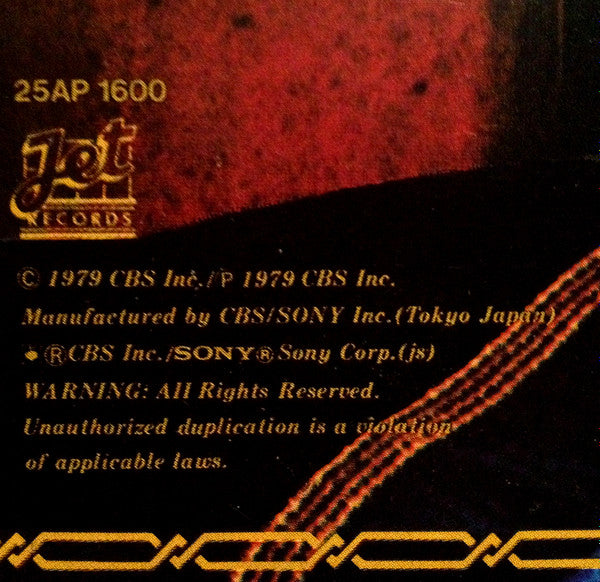 25AP 1600
Jet
RECORDS
Ⓒ 1979 CBS Inc./Ⓟ 1979 CBS Inc.
Manufactured by CBS/SONY Inc.(Tokyo Japan)
● ⓇCBS Inc./SONY® Sony Corp.(js)
WARNING: All Rights Reserved.
Unauthorized duplication is a violation
of applicable laws.